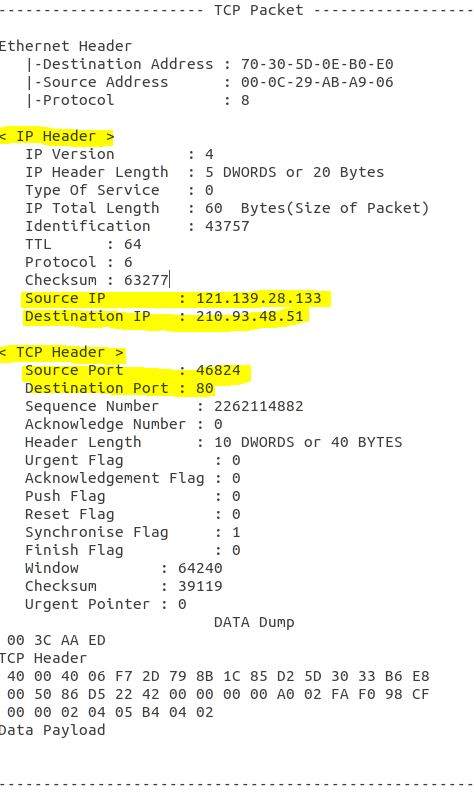 ----------------------- TCP Packet ------------------
Ethernet Header
|-Destination Address : 70-30-5D-0E-B0-E0
|-Source Address : 00-0C-29-AB-A9-06
|-Protocol : 8
< IP Header >
IP Version : 4
IP Header Length : 5 DWORDS or 20 Bytes
Type Of Service : 0
IP Total Length : 60 Bytes(Size of Packet)
Identification : 43757
TTL : 64
Protocol : 6
Checksum : 63277
Source IP : 121.139.28.133
Destination IP : 210.93.48.51
< TCP Header >
Source Port : 46824
Destination Port : 80
Sequence Number : 2262114882
Acknowledge Number : 0
Header Length : 10 DWORDS or 40 BYTES
Urgent Flag : 0
Acknowledgement Flag : 0
Push Flag : 0
Reset Flag : 0
Synchronise Flag : 1
Finish Flag : 0
Window : 64240
Checksum : 39119
Urgent Pointer : 0
DATA Dump
00 3C AA ED
TCP Header
40 00 40 06 F7 2D 79 8B 1C 85 D2 5D 30 33 B6 E8
00 50 86 D5 22 42 00 00 00 00 A0 02 FA F0 98 CF
00 00 02 04 05 B4 04 02
Data Payload
-----------------------------------------------------